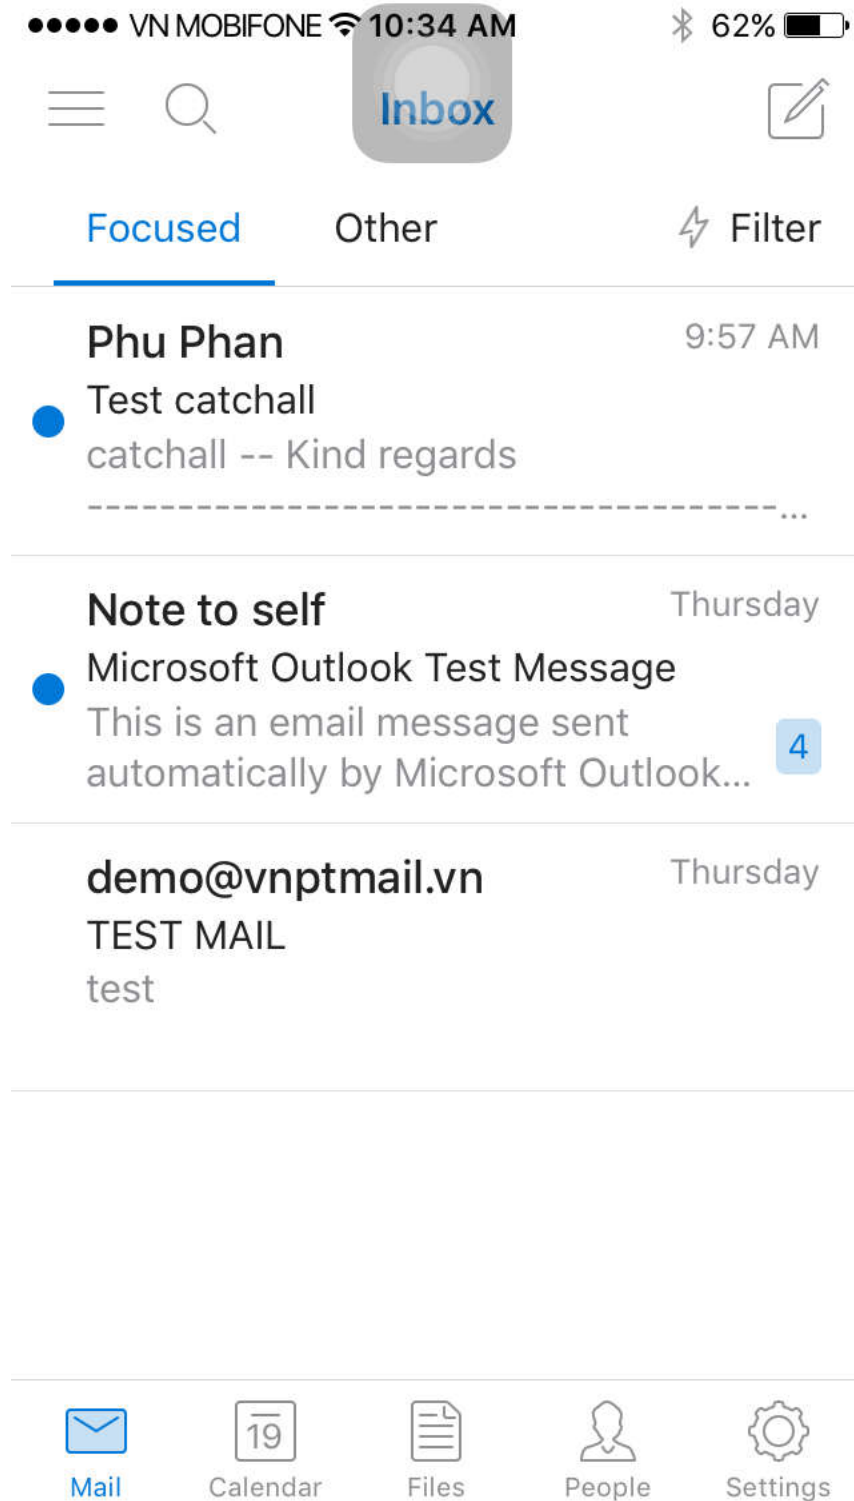 VN MOBIFONE 10:34 AM 62%
Inbox
Focused Other Filter
Phu Phan 9:57 AM
Test catchall
catchall -- Kind regards
--------------------------------------...
Note to self Thursday
Microsoft Outlook Test Message
This is an email message sent
automatically by Microsoft Outlook... 4
demo@vnptmail.vn Thursday
TEST MAIL
test
19
Mail Calendar Files People Settings